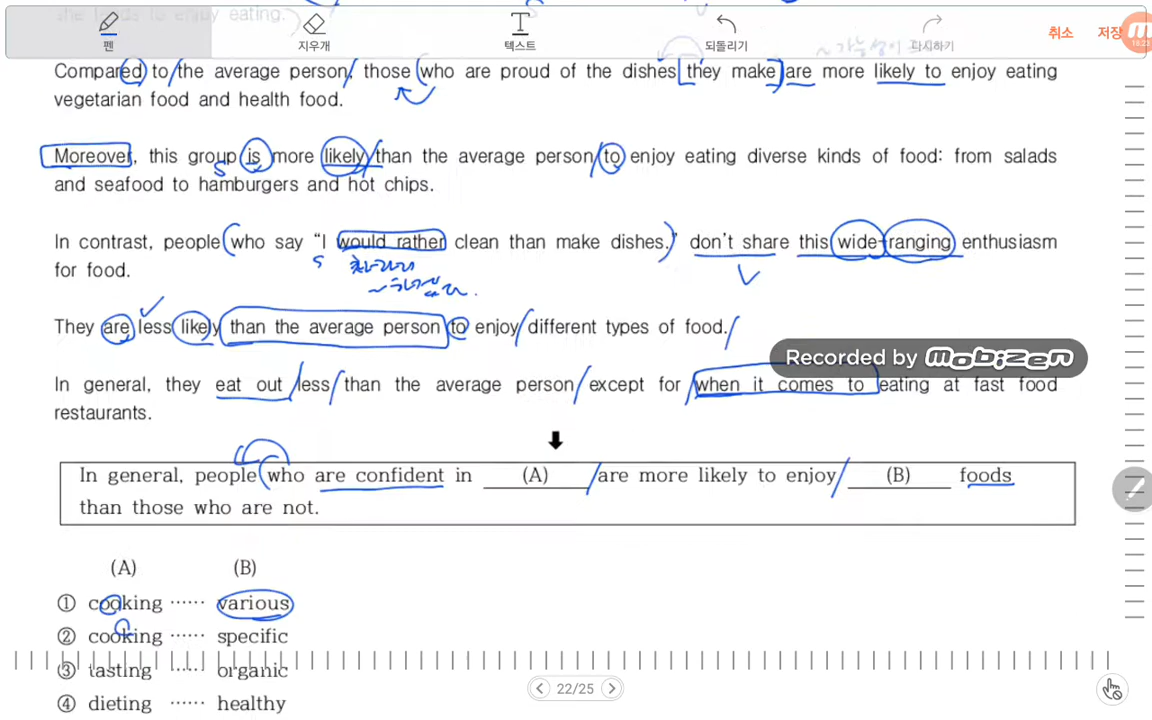 she tends to enjoy eating.
펜
지우개
텍스트
되돌리기
다시하기
취소
저장
~가능성이
Compared to the average person, those who are proud of the dishes they make are more likely to enjoy eating
vegetarian food and health food.
Moreover, this group is more likely than the average person to enjoy eating diverse kinds of food: from salads
S
and seafood to hamburgers and hot chips.
In contrast, people who say “I would rather clean than make dishes.” don't share this wide-ranging enthusiasm
S
V
for food.
They are less likely than the average person to enjoy different types of food.
Recorded by mobizen
In general, they eat out less than the average person except for when it comes to eating at fast food
restaurants.
In general, people who are confident in (A) are more likely to enjoy (B) foods
than those who are not.
(A) (B)
① cooking ⋯⋯ various
② cooking ⋯⋯ specific
③ tasting ⋯⋯ organic
④ dieting ⋯⋯ healthy
22/25